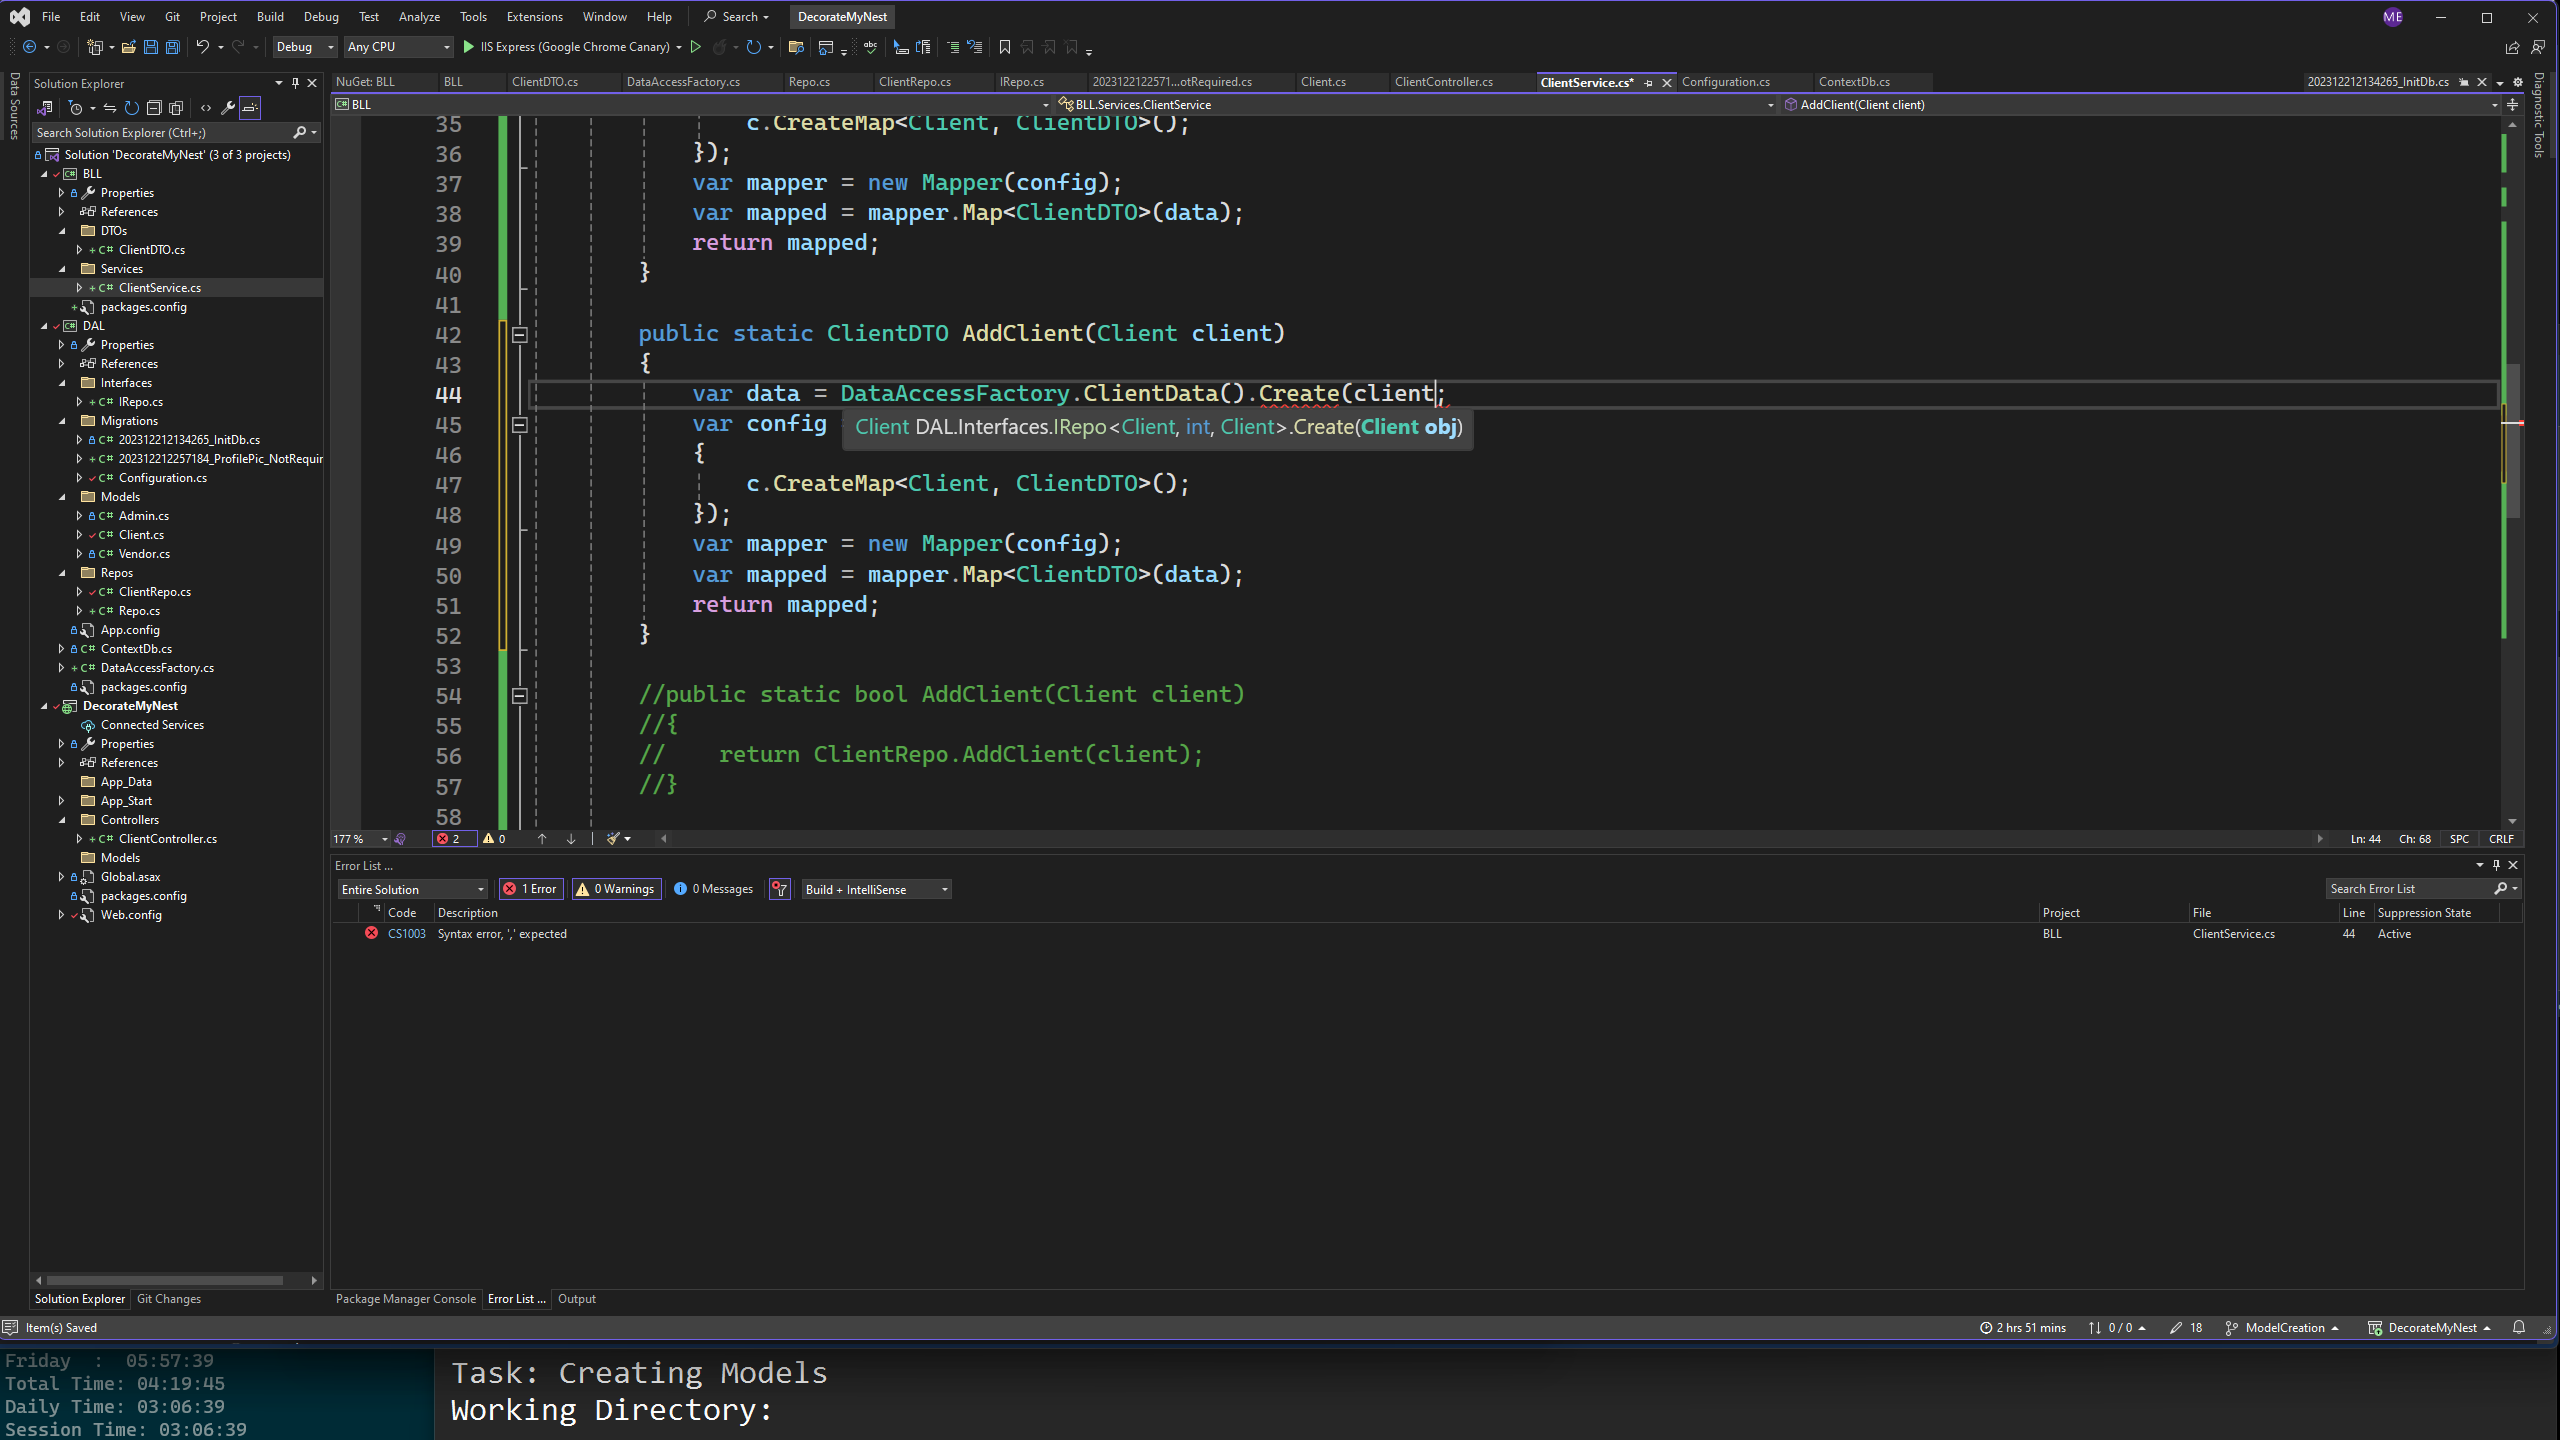 File Edit View Git Project Build Debug Test Analyze Tools Extensions Window Help Search DecorateMyNest ME
Debug Any CPU IIS Express (Google Chrome Canary)
Data Sources
Solution Explorer
Search Solution Explorer (Ctrl+;)
Solution 'DecorateMyNest' (3 of 3 projects)
BLL
Properties
References
DTOs
C# ClientDTO.cs
Services
C# ClientService.cs
packages.config
DAL
Properties
References
Interfaces
C# IRepo.cs
Migrations
C# 202312212134265_InitDb.cs
C# 202312212257184_ProfilePic_NotRequir
C# Configuration.cs
Models
C# Admin.cs
C# Client.cs
C# Vendor.cs
Repos
C# ClientRepo.cs
C# Repo.cs
App.config
C# ContextDb.cs
C# DataAccessFactory.cs
packages.config
DecorateMyNest
Connected Services
Properties
References
App_Data
App_Start
Controllers
C# ClientController.cs
Models
Global.asax
packages.config
Web.config
Solution Explorer Git Changes
NuGet: BLL BLL ClientDTO.cs DataAccessFactory.cs Repo.cs ClientRepo.cs IRepo.cs 2023122122571...otRequired.cs Client.cs ClientController.cs ClientService.cs* Configuration.cs ContextDb.cs 202312212134265_InitDb.cs
C# BLL BLL.Services.ClientService AddClient(Client client)
Diagnostic Tools
35 c.CreateMap<Client, ClientDTO>();
36 });
37 var mapper = new Mapper(config);
38 var mapped = mapper.Map<ClientDTO>(data);
39 return mapped;
40 }
41
42 public static ClientDTO AddClient(Client client)
43 {
44 var data = DataAccessFactory.ClientData().Create(client;
45 var config
Client DAL.Interfaces.IRepo<Client, int, Client>.Create(Client obj)
46 {
47 c.CreateMap<Client, ClientDTO>();
48 });
49 var mapper = new Mapper(config);
50 var mapped = mapper.Map<ClientDTO>(data);
51 return mapped;
52 }
53
54 //public static bool AddClient(Client client)
55 //{
56 // return ClientRepo.AddClient(client);
57 //}
58
177 % 2 0 Ln: 44 Ch: 68 SPC CRLF
Error List ...
Entire Solution 1 Error 0 Warnings 0 Messages Build + IntelliSense Search Error List
Code Description Project File Line Suppression State
CS1003 Syntax error, ',' expected BLL ClientService.cs 44 Active
Package Manager Console Error List ... Output
Item(s) Saved 2 hrs 51 mins 0 / 0 18 ModelCreation DecorateMyNest
Friday : 05:57:39
Total Time: 04:19:45
Daily Time: 03:06:39
Session Time: 03:06:39
Task: Creating Models
Working Directory: